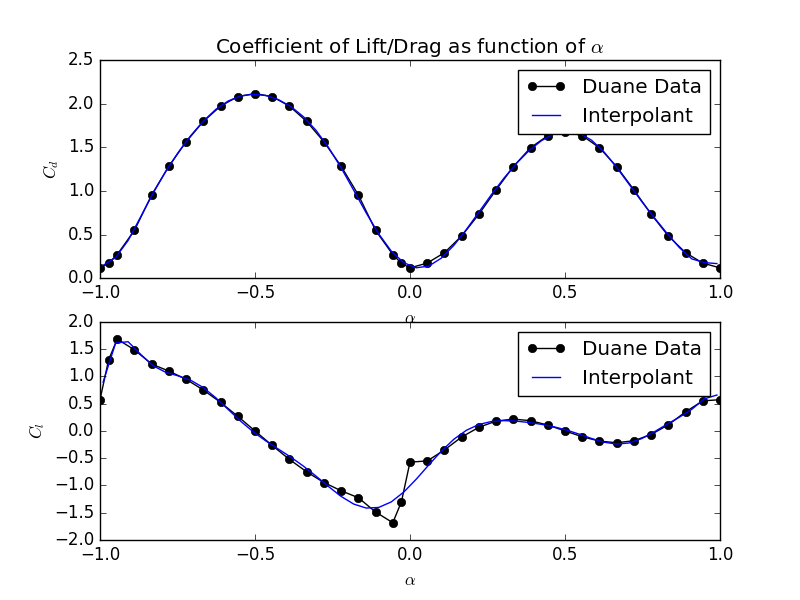 Coefficient of Lift/Drag as function of α
2.5
2.0
1.5
1.0
0.5
0.0
C_d
Duane Data
Interpolant
−1.0 −0.5 0.0 0.5 1.0
α
2.0
1.5
1.0
0.5
0.0
−0.5
−1.0
−1.5
−2.0
C_l
Duane Data
Interpolant
−1.0 −0.5 0.0 0.5 1.0
α